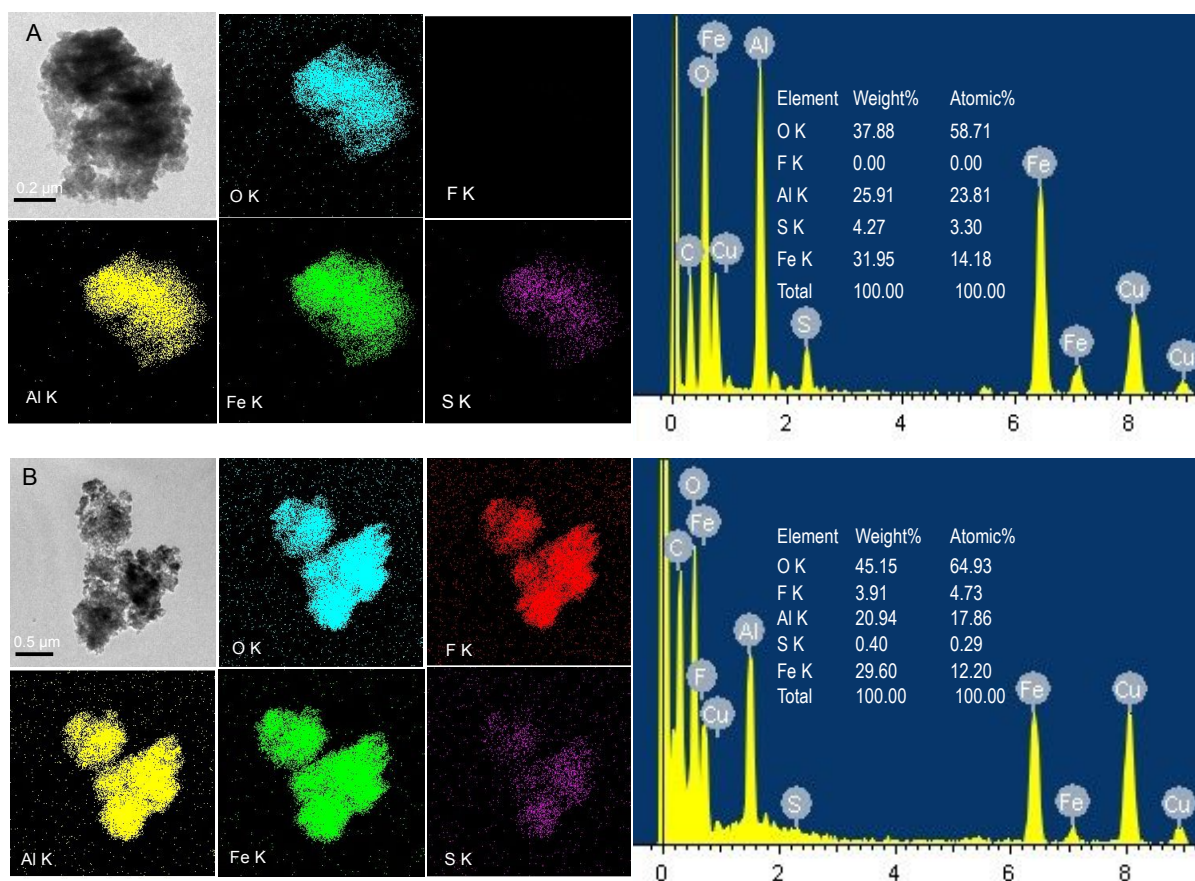 A
0.2 μm
O K
F K
Al K
Fe K
S K
Fe
Al
O
C
Cu
S
Fe
Fe
Cu
Cu
Element Weight% Atomic%
O K 37.88 58.71
F K 0.00 0.00
Al K 25.91 23.81
S K 4.27 3.30
Fe K 31.95 14.18
Total 100.00 100.00
0 2 4 6 8
B
0.5 μm
O K
F K
Al K
Fe K
S K
O
Fe
C
Al
F
Cu
S
Fe
Fe
Cu
Cu
Element Weight% Atomic%
O K 45.15 64.93
F K 3.91 4.73
Al K 20.94 17.86
S K 0.40 0.29
Fe K 29.60 12.20
Total 100.00 100.00
0 2 4 6 8